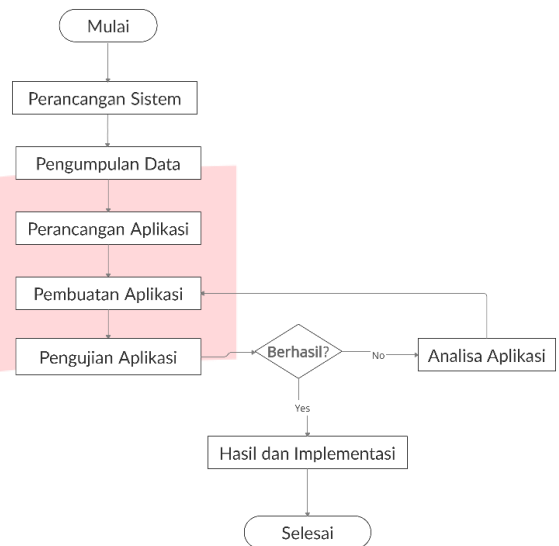 Mulai
Perancangan Sistem
Pengumpulan Data
Perancangan Aplikasi
Pembuatan Aplikasi
Pengujian Aplikasi
Berhasil?
No
Analisa Aplikasi
Yes
Hasil dan Implementasi
Selesai